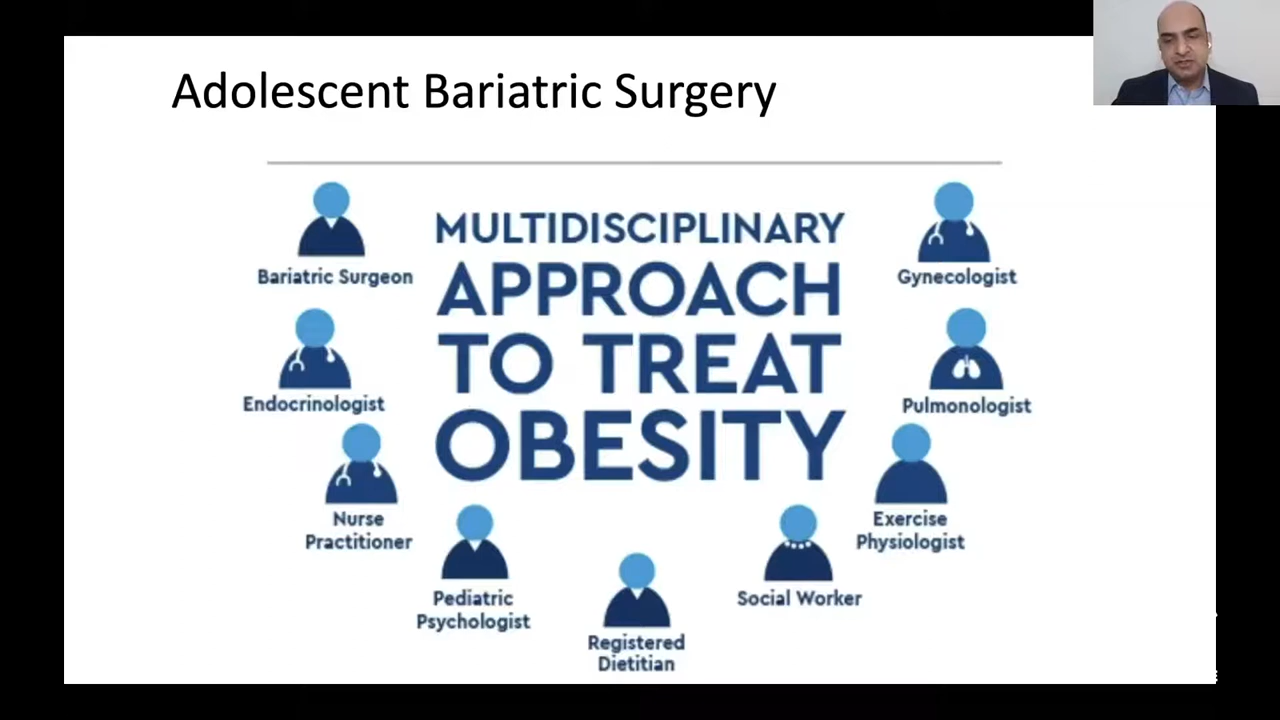 Adolescent Bariatric Surgery
MULTIDISCIPLINARY
APPROACH
TO TREAT
OBESITY
Bariatric Surgeon
Endocrinologist
Nurse
Practitioner
Pediatric
Psychologist
Registered
Dietitian
Social Worker
Exercise
Physiologist
Pulmonologist
Gynecologist